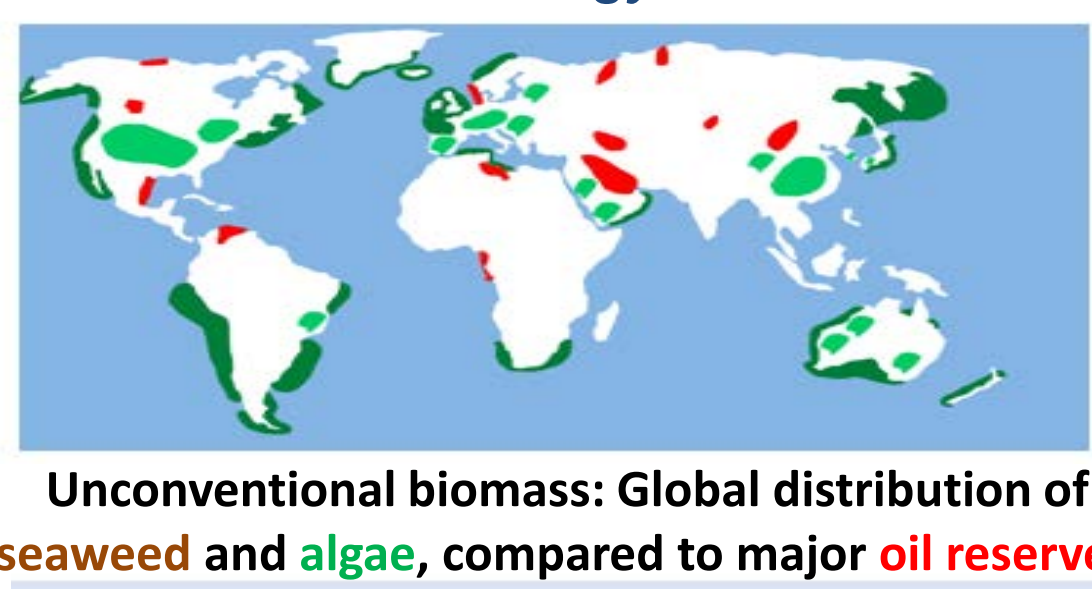 Unconventional biomass: Global distribution of
seaweed and algae, compared to major oil reserve